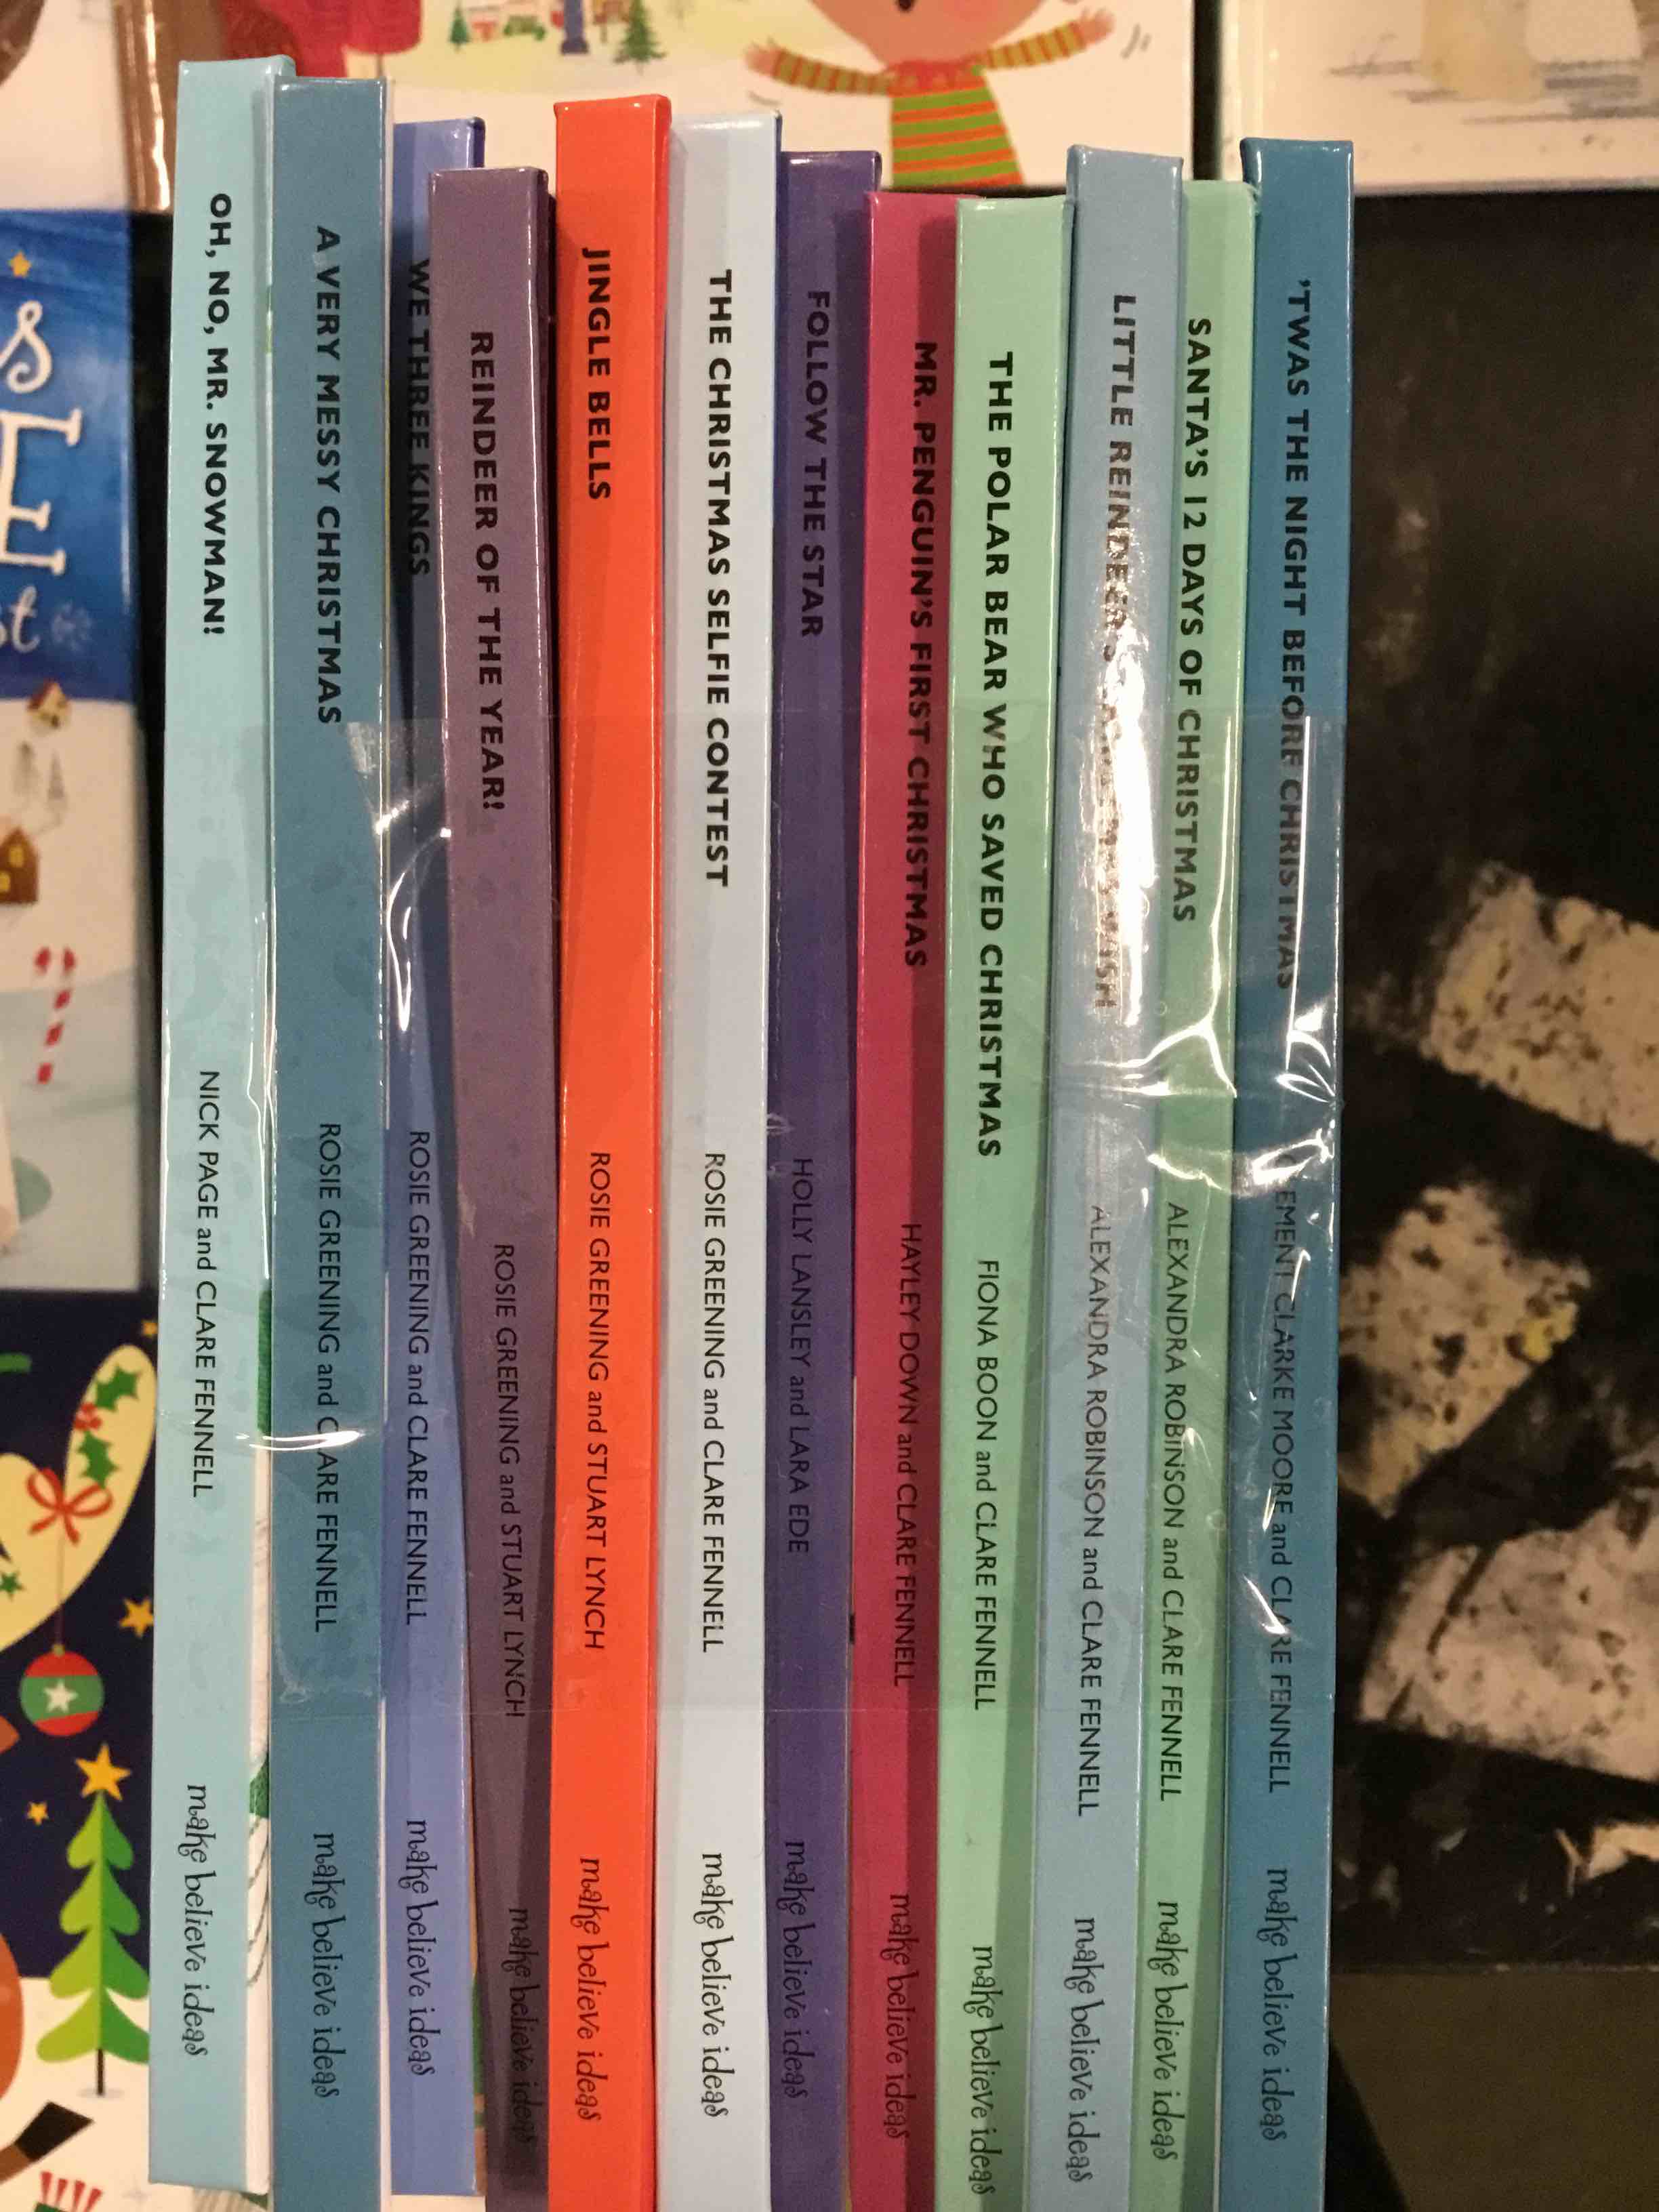 OH, NO, MR. SNOWMAN! NICK PAGE and CLARE FENNELL make believe ideas
A VERY MESSY CHRISTMAS ROSIE GREENING and CLARE FENNELL make believe ideas
WE THREE KINGS ROSIE GREENING and CLARE FENNELL make believe ideas
REINDEER OF THE YEAR! ROSIE GREENING and STUART LYNCH make believe ideas
JINGLE BELLS ROSIE GREENING and STUART LYNCH make believe ideas
THE CHRISTMAS SELFIE CONTEST ROSIE GREENING and CLARE FENNELL make believe ideas
FOLLOW THE STAR HOLLY LANSLEY and LARA EDE make believe ideas
MR. PENGUIN'S FIRST CHRISTMAS HAYLEY DOWN and CLARE FENNELL make believe ideas
THE POLAR BEAR WHO SAVED CHRISTMAS FIONA BOON and CLARE FENNELL make believe ideas
LITTLE REINDEER'S CHRISTMAS WISH ALEXANDRA ROBINSON and CLARE FENNELL make believe ideas
SANTA'S 12 DAYS OF CHRISTMAS ALEXANDRA ROBINSON and CLARE FENNELL make believe ideas
'TWAS THE NIGHT BEFORE CHRISTMAS EMENT CLARKE MOORE and CLARE FENNELL make believe ideas